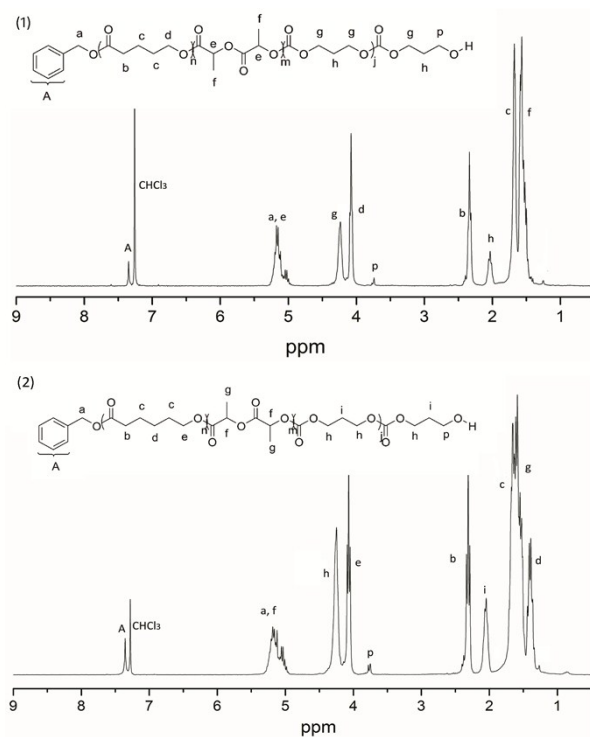 (1)
a O O c d O O f O g g O g p
b c n e f O e m h j h O H
A
CHCl3
A
a, e
g
d
p
b
h
c
f
9 8 7 6 5 4 3 2 1
ppm
(2)
a O O c c O g O f O i O i O
b d e n O f g m O h h j O h p H
A
CHCl3
A
a, f
h
e
p
b
i
c
g
d
9 8 7 6 5 4 3 2 1
ppm